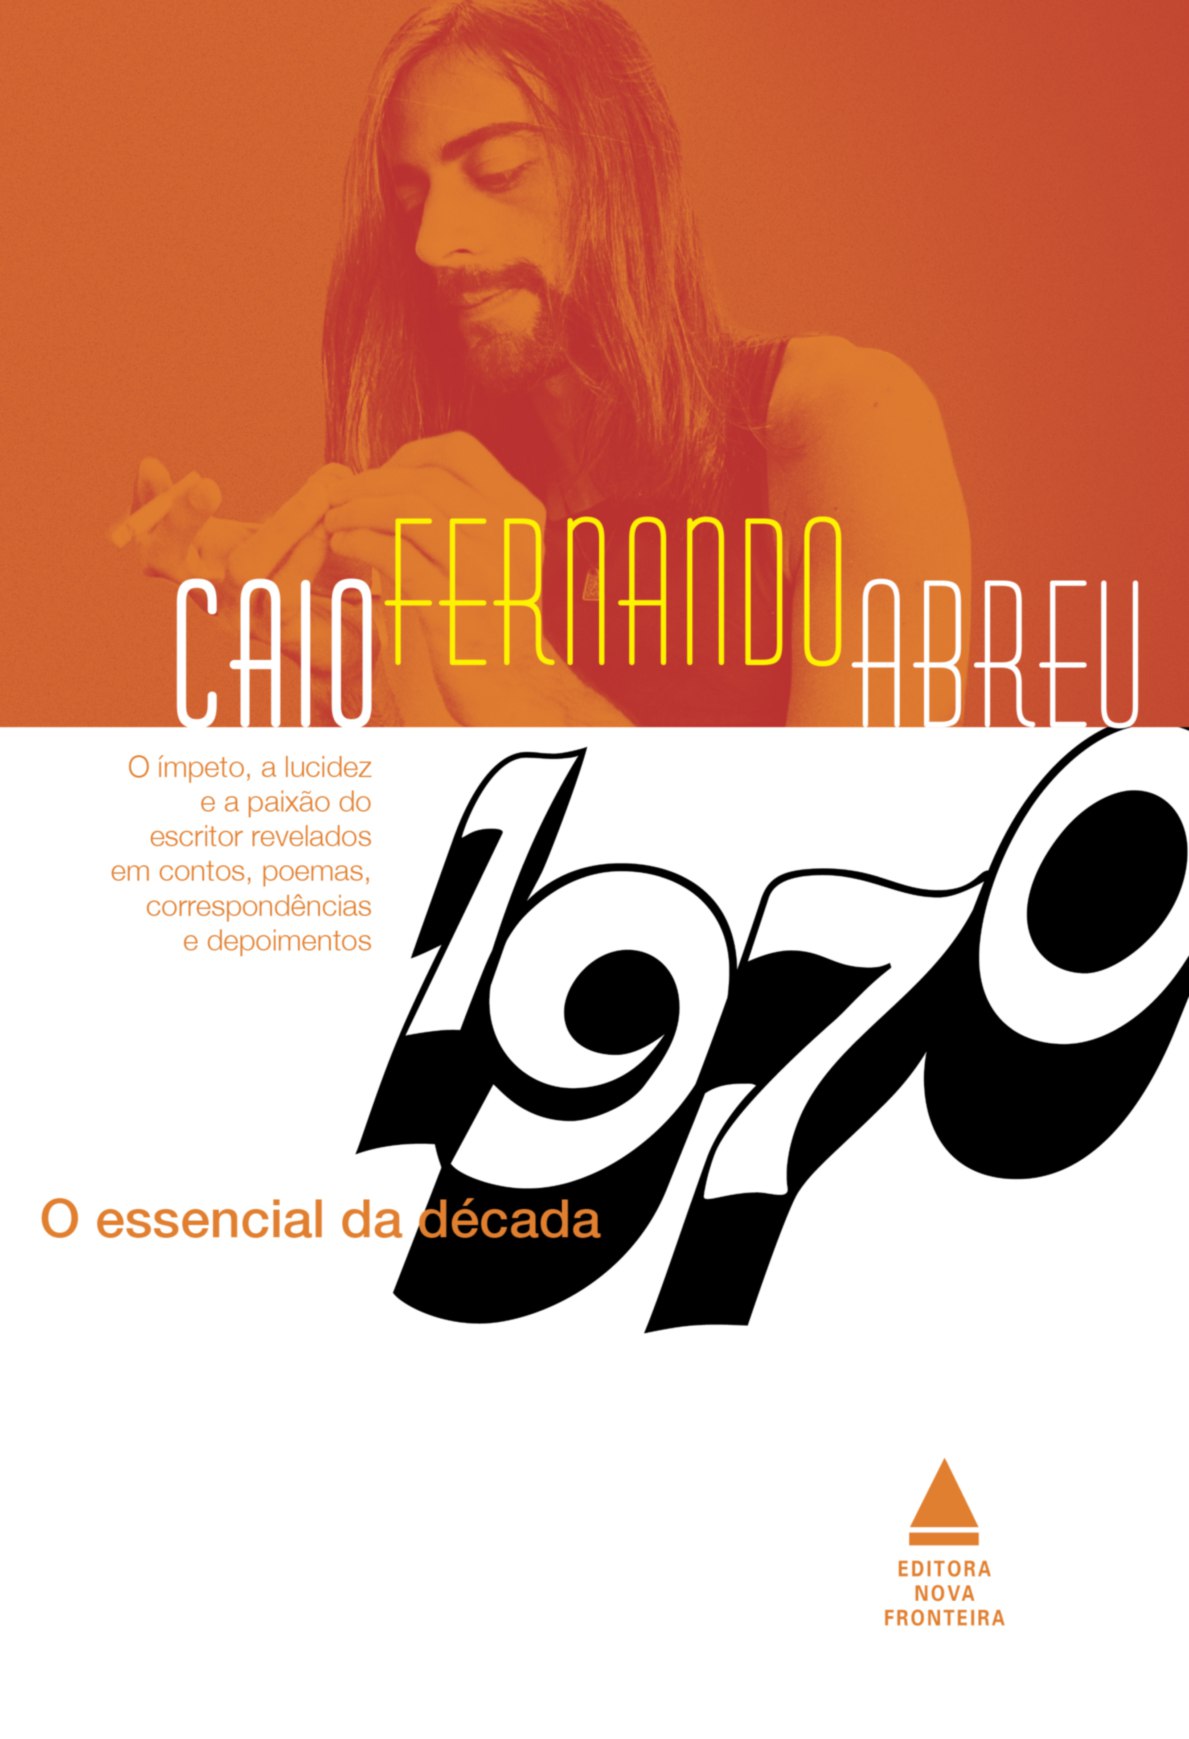 CAIO FERNANDO ABREU
O ímpeto, a lucidez
e a paixão do
escritor revelados
em contos, poemas,
correspondências
e depoimentos
1970
O essencial da década
EDITORA
NOVA
FRONTEIRA